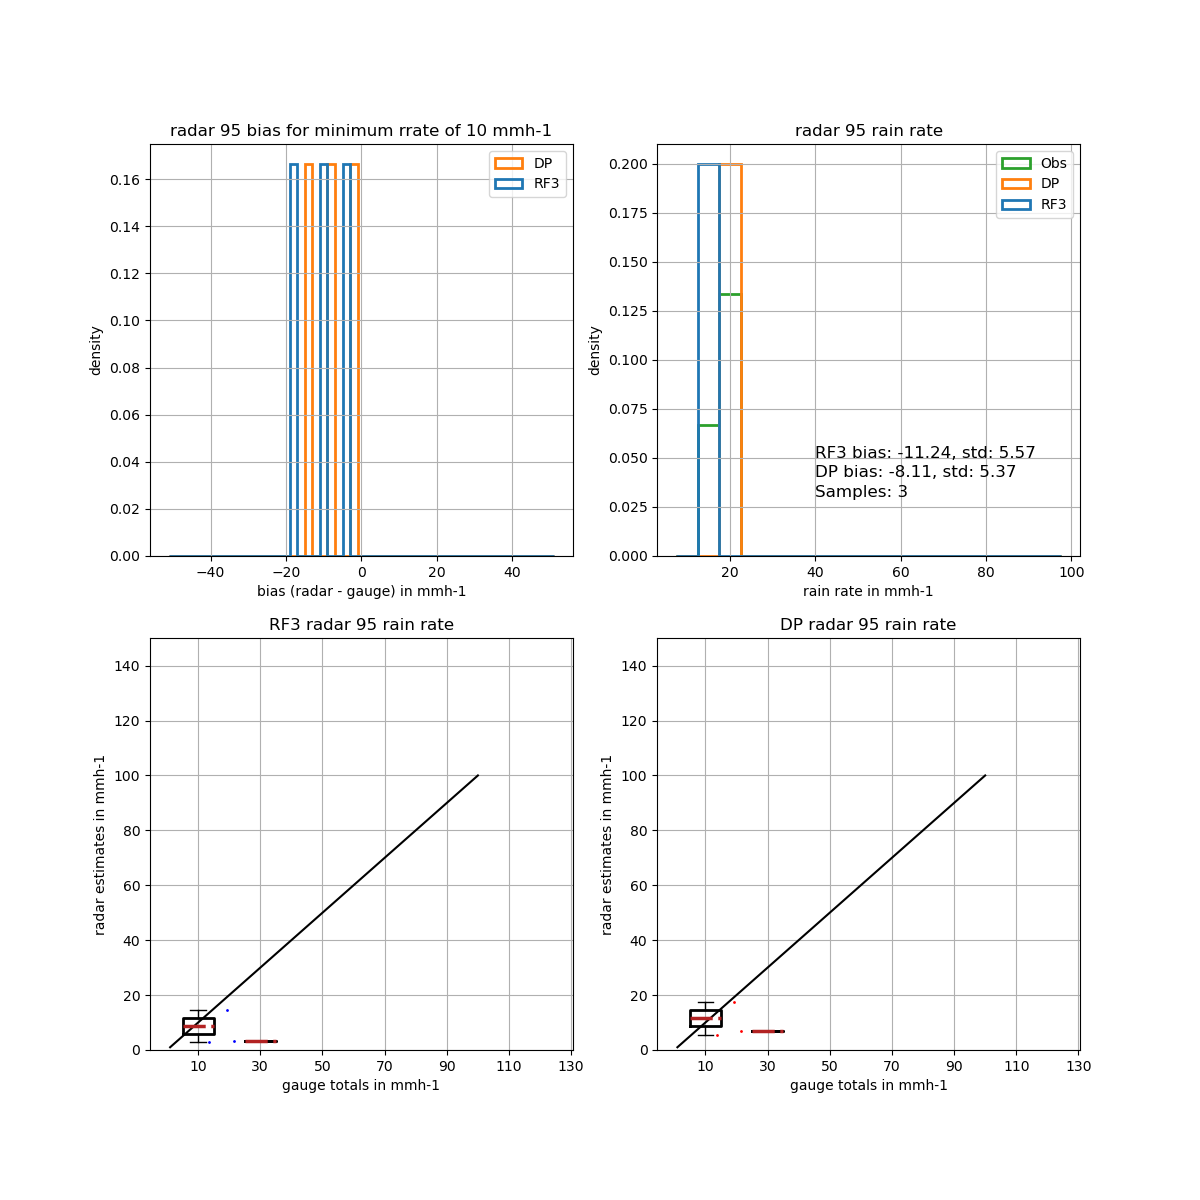 radar 95 bias for minimum rrate of 10 mmh-1
DP
RF3
density
0.16
0.14
0.12
0.10
0.08
0.06
0.04
0.02
0.00
−40
−20
0
20
40
bias (radar - gauge) in mmh-1
radar 95 rain rate
Obs
DP
RF3
density
0.200
0.175
0.150
0.125
0.100
0.075
0.050
0.025
0.000
RF3 bias: -11.24, std: 5.57
DP bias: -8.11, std: 5.37
Samples: 3
20
40
60
80
100
rain rate in mmh-1
RF3 radar 95 rain rate
radar estimates in mmh-1
140
120
100
80
60
40
20
0
10
30
50
70
90
110
130
gauge totals in mmh-1
DP radar 95 rain rate
radar estimates in mmh-1
140
120
100
80
60
40
20
0
10
30
50
70
90
110
130
gauge totals in mmh-1